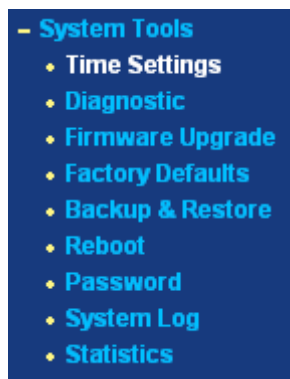 – System Tools
• Time Settings
• Diagnostic
• Firmware Upgrade
• Factory Defaults
• Backup & Restore
• Reboot
• Password
• System Log
• Statistics